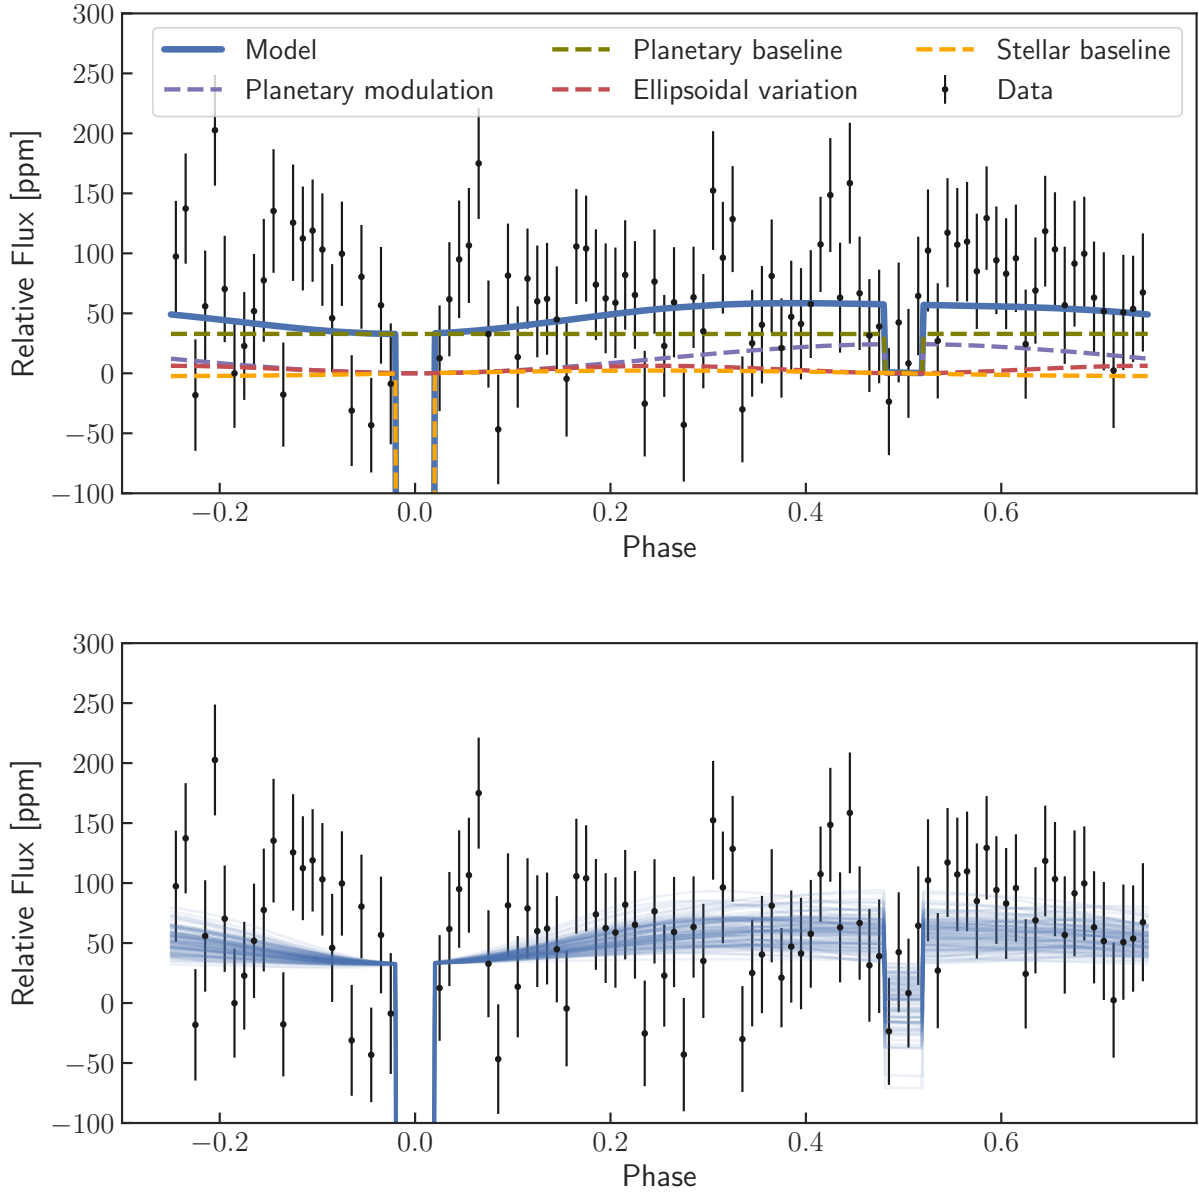 300
250
200
150
100
50
0
−50
−100
Relative Flux [ppm]
Model
Planetary baseline
Stellar baseline
Planetary modulation
Ellipsoidal variation
Data
−0.2
0.0
0.2
0.4
0.6
Phase
300
250
200
150
100
50
0
−50
−100
Relative Flux [ppm]
−0.2
0.0
0.2
0.4
0.6
Phase